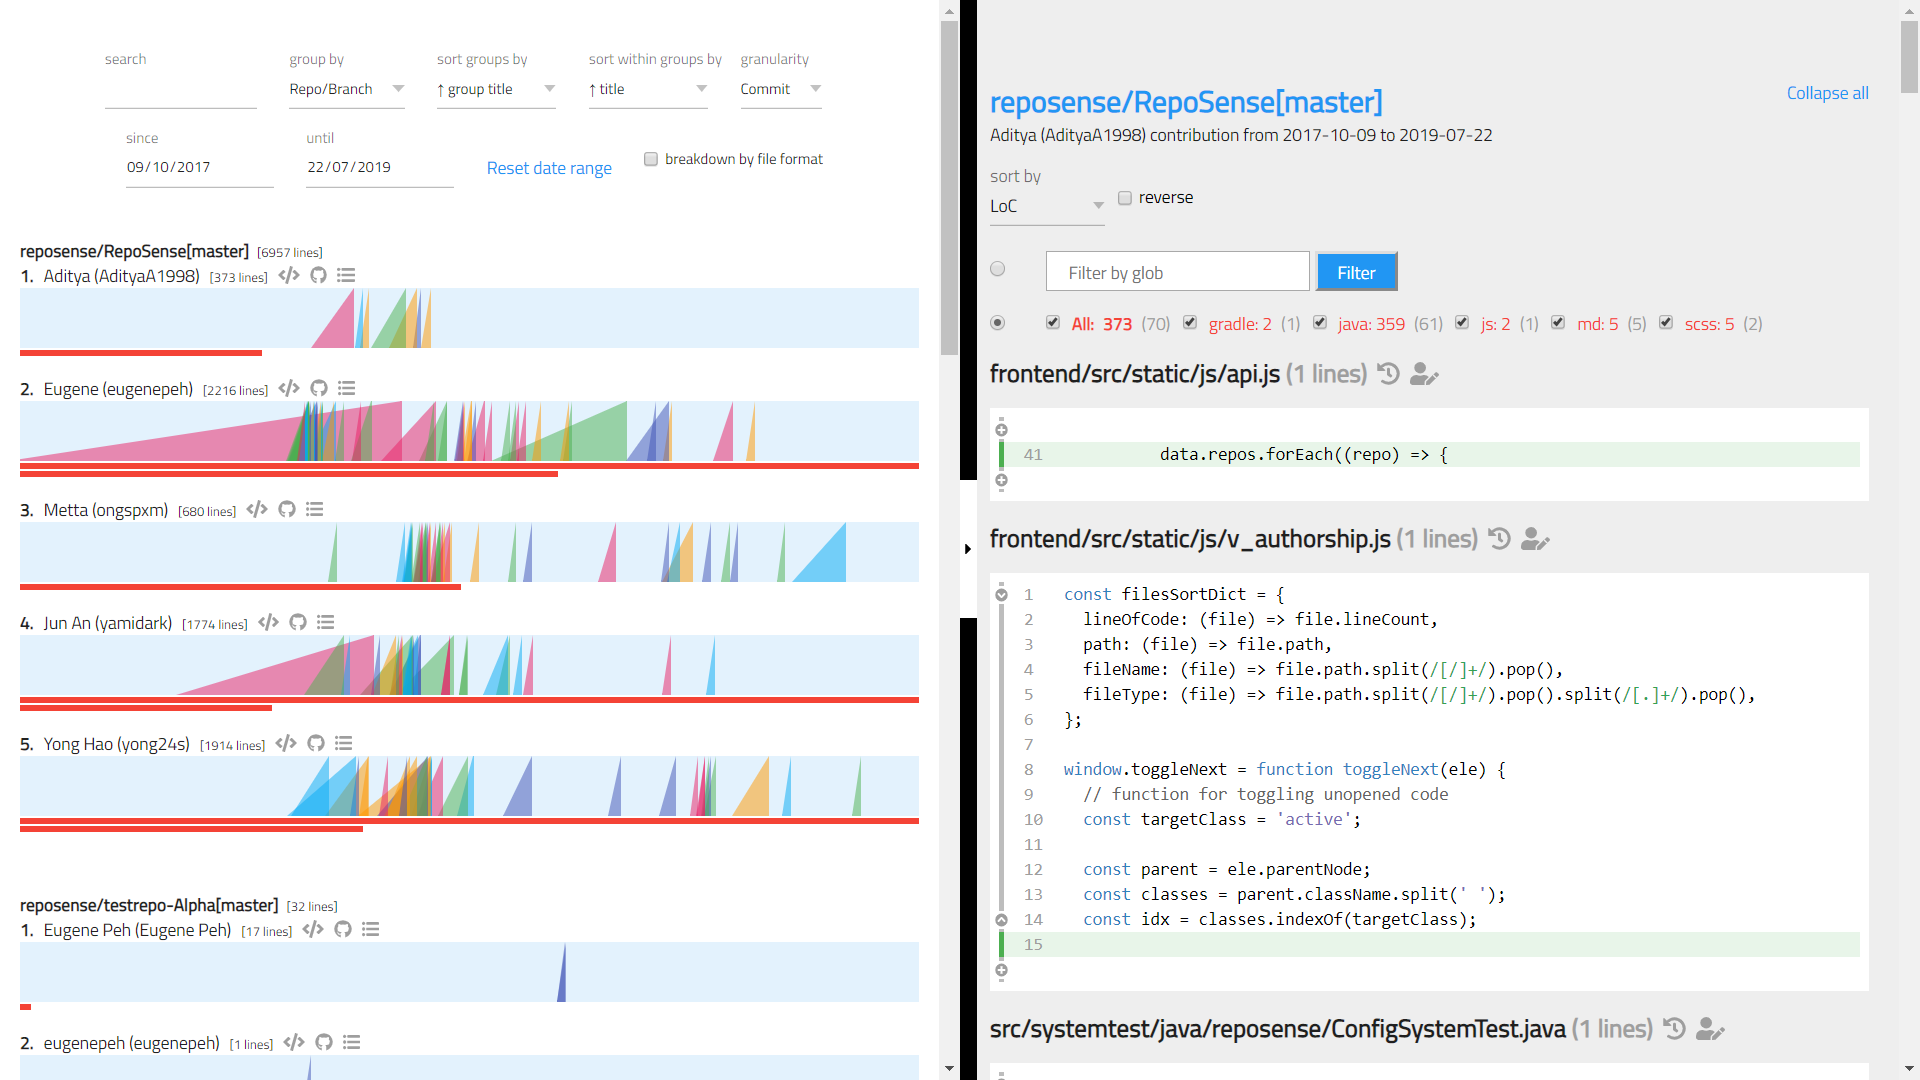 search
group by
sort groups by
sort within groups by
granularity
Repo/Branch
↑ group title
↑ title
Commit
since
until
09/10/2017
22/07/2019
Reset date range
breakdown by file format
reposense/RepoSense[master] [6957 lines]
1. Aditya (AdityaA1998) [373 lines]
2. Eugene (eugenepeh) [2216 lines]
3. Metta (ongspxm) [680 lines]
4. Jun An (yamidark) [1774 lines]
5. Yong Hao (yong24s) [1914 lines]
reposense/testrepo-Alpha[master] [32 lines]
1. Eugene Peh (Eugene Peh) [17 lines]
2. eugenepeh (eugenepeh) [1 lines]
Collapse all
reposense/RepoSense[master]
Aditya (AdityaA1998) contribution from 2017-10-09 to 2019-07-22
sort by
LoC
reverse
Filter by glob
Filter
All: 373 (70) gradle: 2 (1) java: 359 (61) js: 2 (1) md: 5 (5) scss: 5 (2)
frontend/src/static/js/api.js (1 lines)
41 data.repos.forEach((repo) => {
frontend/src/static/js/v_authorship.js (1 lines)
1 const filesSortDict = {
2 lineOfCode: (file) => file.lineCount,
3 path: (file) => file.path,
4 fileName: (file) => file.path.split(/[/]+/).pop(),
5 fileType: (file) => file.path.split(/[/]+/).pop().split(/[.]+/).pop(),
6 };
7
8 window.toggleNext = function toggleNext(ele) {
9 // function for toggling unopened code
10 const targetClass = 'active';
11
12 const parent = ele.parentNode;
13 const classes = parent.className.split(' ');
14 const idx = classes.indexOf(targetClass);
15
src/systemtest/java/reposense/ConfigSystemTest.java (1 lines)